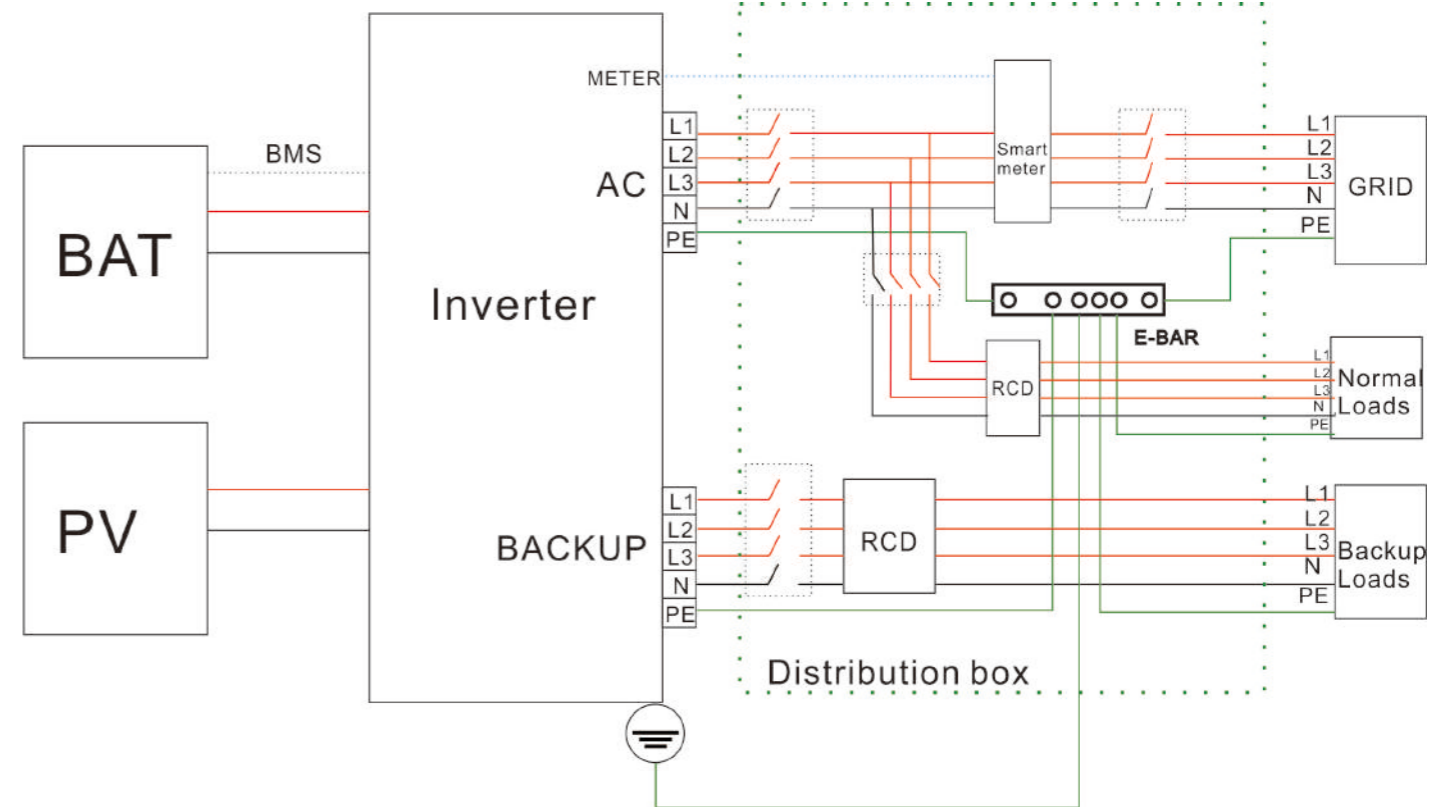 METER
BMS
BAT
PV
Inverter
AC
L1
L2
L3
N
PE
BACKUP
L1
L2
L3
N
PE
Smart
meter
L1
L2
L3
N
PE
GRID
E-BAR
RCD
L1
L2
L3
N
PE
Normal
Loads
RCD
L1
L2
L3
N
PE
Backup
Loads
Distribution box